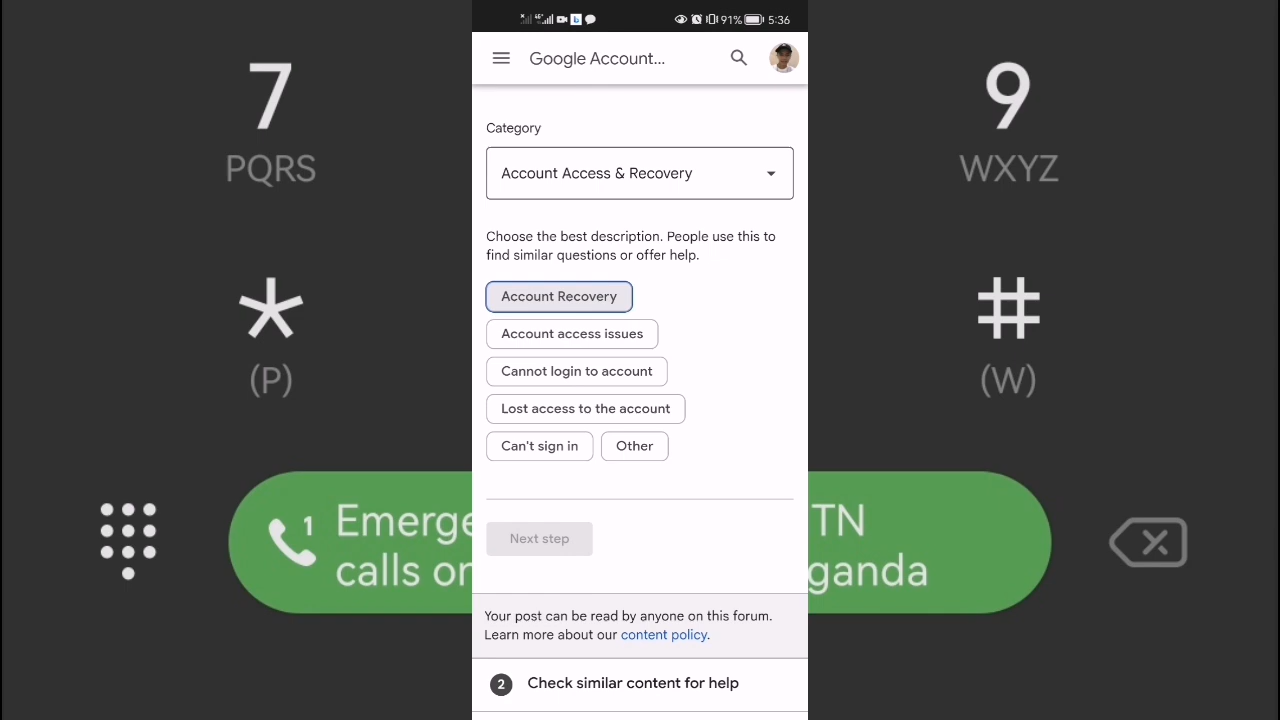 91% 5:36
Google Account...
Category
Account Access & Recovery
Choose the best description. People use this to
find similar questions or offer help.
Account Recovery
Account access issues
Cannot login to account
Lost access to the account
Can't sign in Other
Next step
Your post can be read by anyone on this forum.
Learn more about our content policy.
2 Check similar content for help
7
PQRS
9
WXYZ
*
(P)
#
(W)
1 Emerge
calls or
TN
ganda